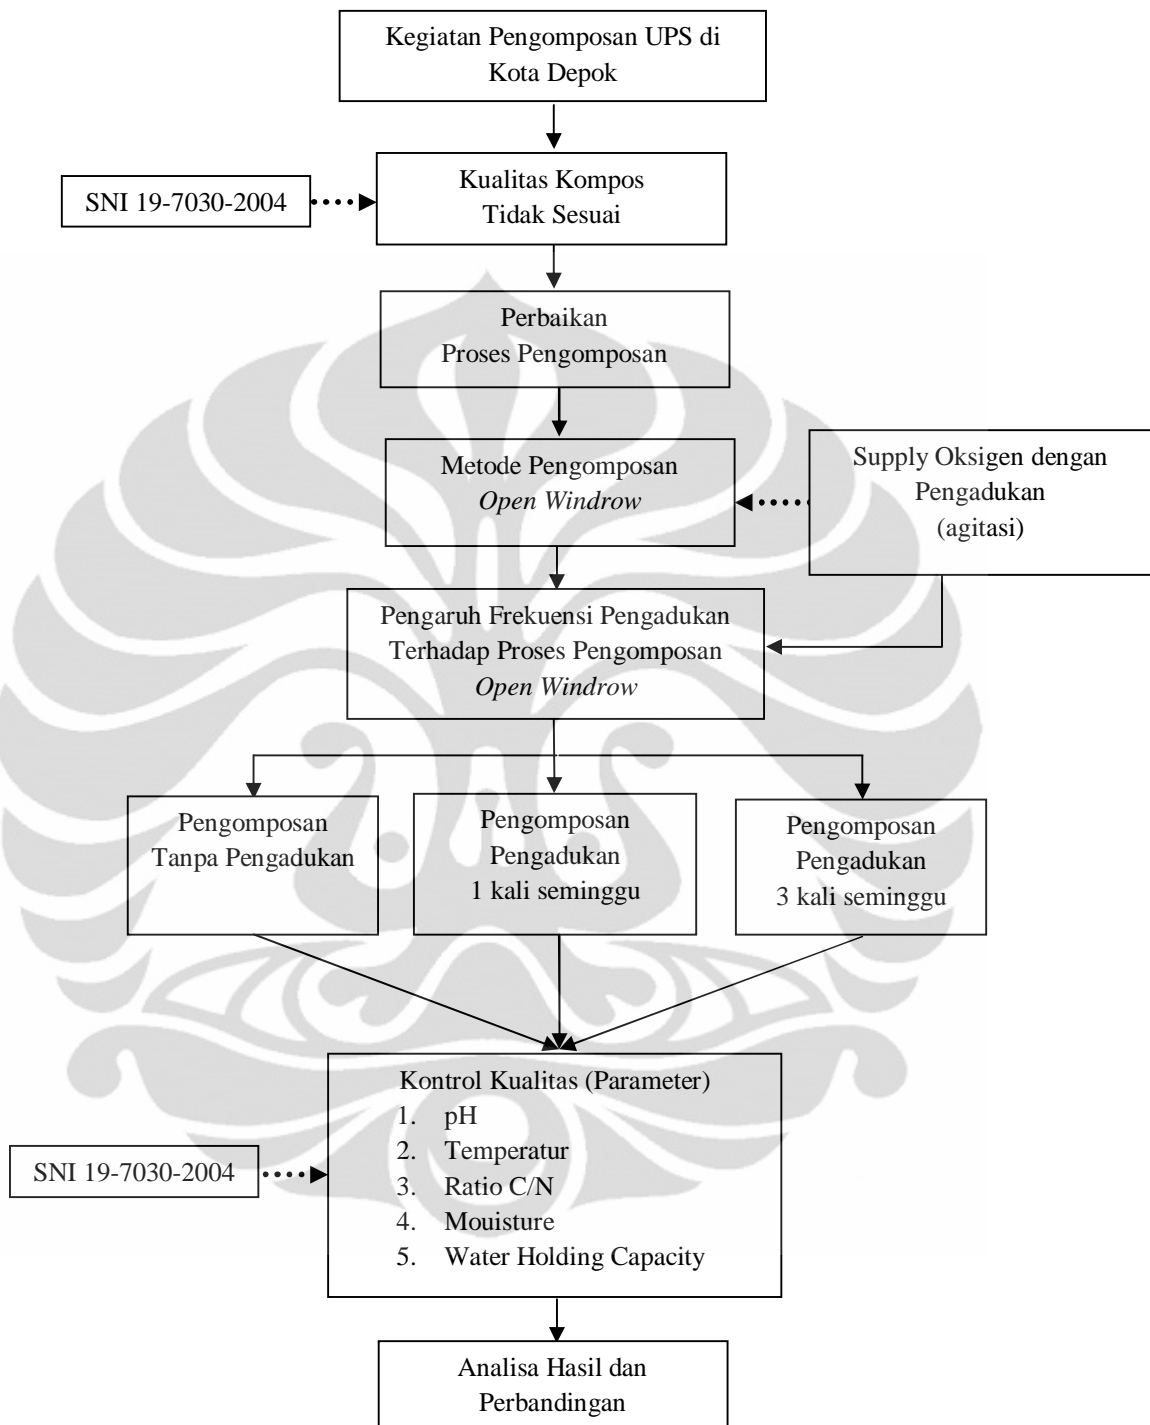 Kegiatan Pengomposan UPS di
Kota Depok
SNI 19-7030-2004
Kualitas Kompos
Tidak Sesuai
Perbaikan
Proses Pengomposan
Metode Pengomposan
Open Windrow
Supply Oksigen dengan
Pengadukan
(agitasi)
Pengaruh Frekuensi Pengadukan
Terhadap Proses Pengomposan
Open Windrow
Pengomposan
Tanpa Pengadukan
Pengomposan
Pengadukan
1 kali seminggu
Pengomposan
Pengadukan
3 kali seminggu
Kontrol Kualitas (Parameter)
1. pH
2. Temperatur
3. Ratio C/N
4. Mouisture
5. Water Holding Capacity
SNI 19-7030-2004
Analisa Hasil dan
Perbandingan